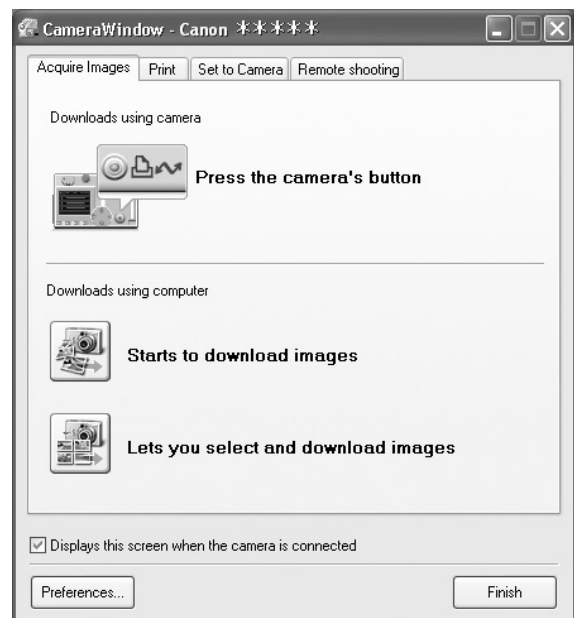 CameraWindow - Canon *****
Acquire Images Print Set to Camera Remote shooting
Downloads using camera
Press the camera's button
Downloads using computer
Starts to download images
Lets you select and download images
Displays this screen when the camera is connected
Preferences... Finish